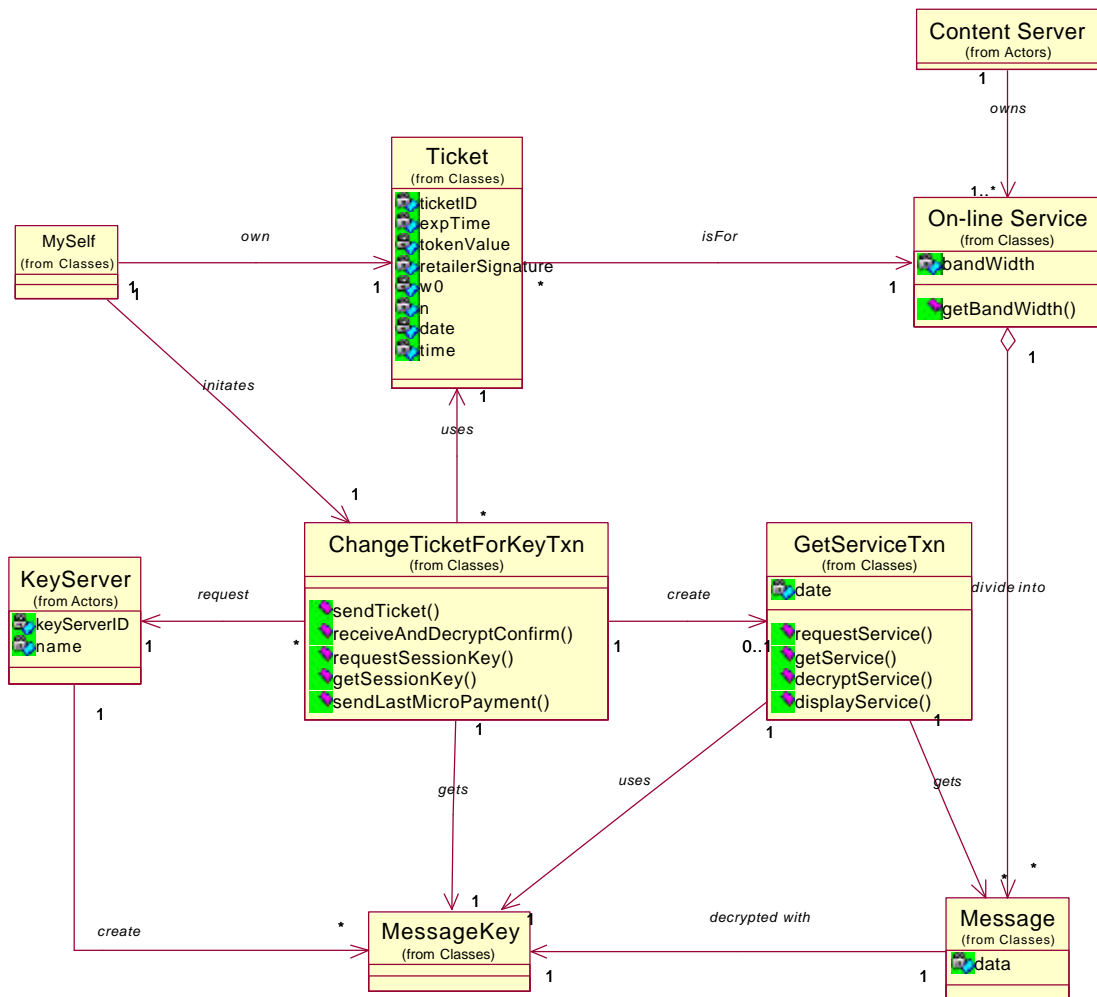 Content Server
(from Actors)
1
owns
1..*
On-line Service
(from Classes)
bandWidth
getBandWidth()
1
1
Ticket
(from Classes)
ticketID
expTime
tokenValue
retailerSignature
w0
n
date
time
isFor
*
own
1
MySelf
(from Classes)
1
1
initates
1
uses
1
*
ChangeTicketForKeyTxn
(from Classes)
sendTicket()
receiveAndDecryptConfirm()
requestSessionKey()
getSessionKey()
sendLastMicroPayment()
create
1
0..1
GetServiceTxn
(from Classes)
date
requestService()
getService()
decryptService()
displayService()
1
1
divide into
request
*
1
KeyServer
(from Actors)
keyServerID
name
1
gets
1
uses
gets
*
*
create
*
1
1
MessageKey
(from Classes)
decrypted with
1
1
Message
(from Classes)
data